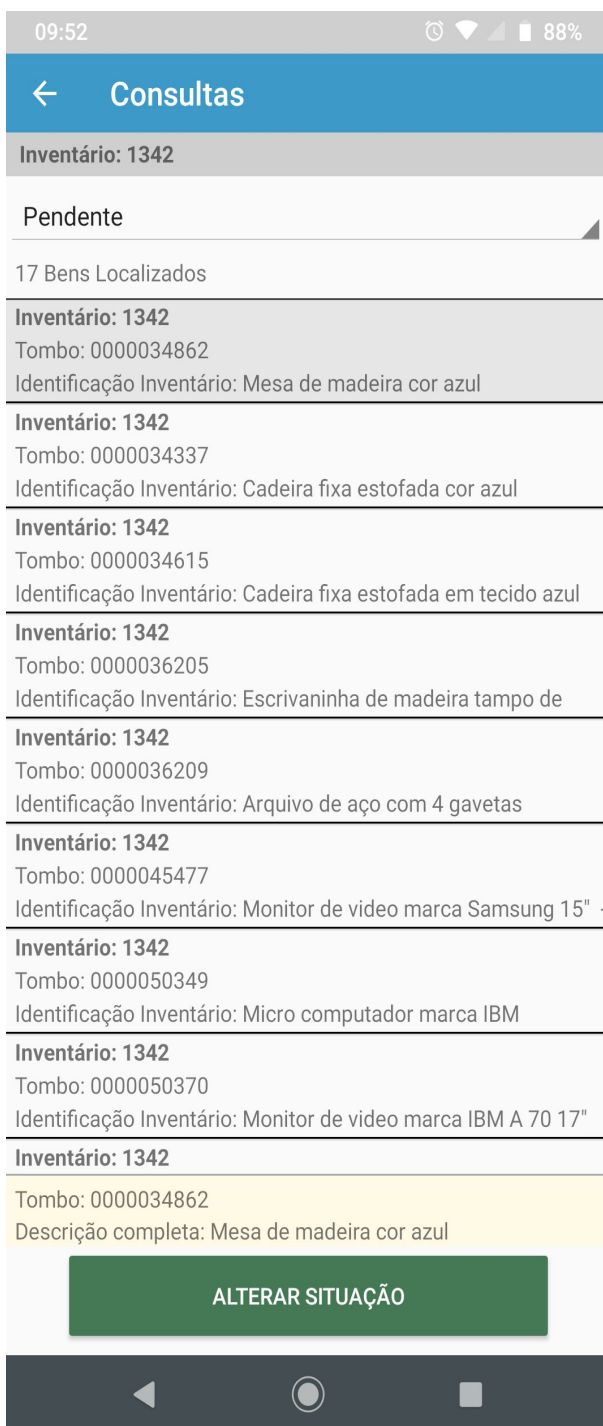 09:52
88%
Consultas
Inventário: 1342
Pendente
17 Bens Localizados
Inventário: 1342
Tombo: 0000034862
Identificação Inventário: Mesa de madeira cor azul
Inventário: 1342
Tombo: 0000034337
Identificação Inventário: Cadeira fixa estofada cor azul
Inventário: 1342
Tombo: 0000034615
Identificação Inventário: Cadeira fixa estofada em tecido azul
Inventário: 1342
Tombo: 0000036205
Identificação Inventário: Escrivaninha de madeira tampo de
Inventário: 1342
Tombo: 0000036209
Identificação Inventário: Arquivo de aço com 4 gavetas
Inventário: 1342
Tombo: 0000045477
Identificação Inventário: Monitor de video marca Samsung 15" -
Inventário: 1342
Tombo: 0000050349
Identificação Inventário: Micro computador marca IBM
Inventário: 1342
Tombo: 0000050370
Identificação Inventário: Monitor de video marca IBM A 70 17"
Inventário: 1342
Tombo: 0000034862
Descrição completa: Mesa de madeira cor azul
ALTERAR SITUAÇÃO